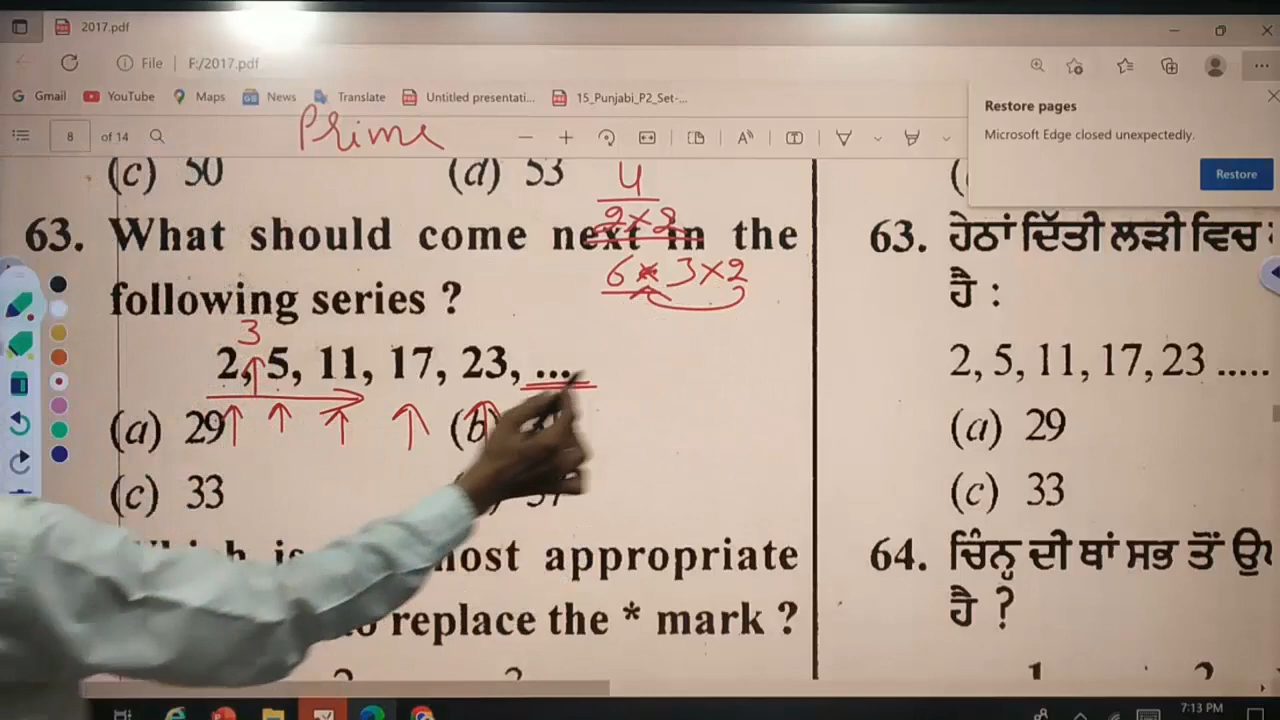 2017.pdf
File F:/2017.pdf
Gmail YouTube Maps News Translate Untitled presentati... 15_Punjabi_P2_Set-...
Restore pages
Microsoft Edge closed unexpectedly.
Restore
8 of 14
Prime
(c) 50 (d) 53
4
2×2
6 3×2
63. What should come next in the
following series ?
3
2, 5, 11, 17, 23, ...
(a) 29 (b)
(c) 33 37
most appropriate
to replace the * mark ?
63. ਹੇਠਾਂ ਦਿੱਤੀ ਲੜੀ ਵਿਚ
ਹੈ :
2, 5, 11, 17, 23 .....
(a) 29
(c) 33
64. ਚਿੰਨ੍ਹ ਦੀ ਥਾਂ ਸਭ ਤੋਂ
ਹੈ ?
7:13 PM